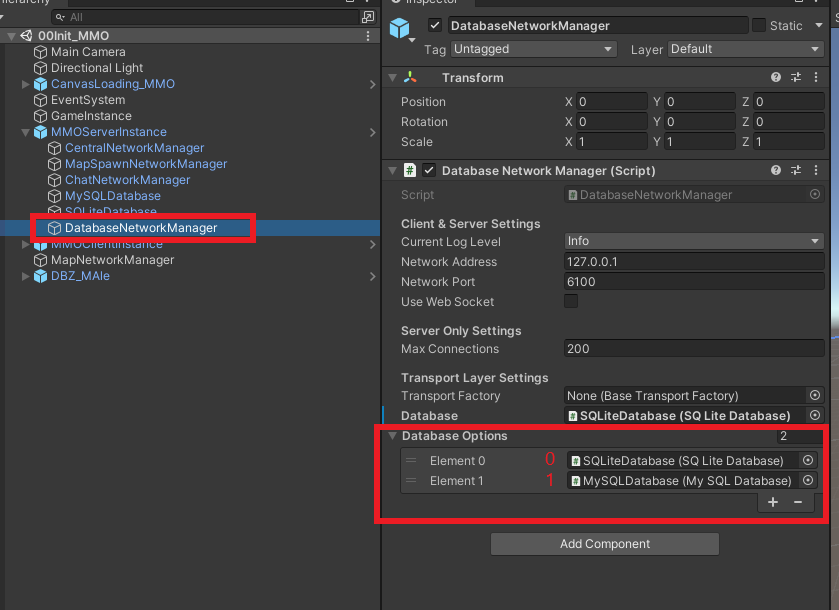 Hierarchy
Inspector
All
00Init_MMO
Main Camera
Directional Light
CanvasLoading_MMO
EventSystem
GameInstance
MMOServerInstance
CentralNetworkManager
MapSpawnNetworkManager
ChatNetworkManager
MySQLDatabase
SQLiteDatabase
DatabaseNetworkManager
MMOClientInstance
MapNetworkManager
DBZ_MAle
DatabaseNetworkManager Static
Tag Untagged Layer Default
Transform
Position X 0 Y 0 Z 0
Rotation X 0 Y 0 Z 0
Scale X 1 Y 1 Z 1
# Database Network Manager (Script)
Script # DatabaseNetworkManager
Client & Server Settings
Current Log Level Info
Network Address 127.0.0.1
Network Port 6100
Use Web Socket
Server Only Settings
Max Connections 200
Transport Layer Settings
Transport Factory None (Base Transport Factory)
Database # SQLiteDatabase (SQ Lite Database)
Database Options 2
Element 0 0 # SQLiteDatabase (SQ Lite Database)
Element 1 1 # MySQLDatabase (My SQL Database)
+ −
Add Component